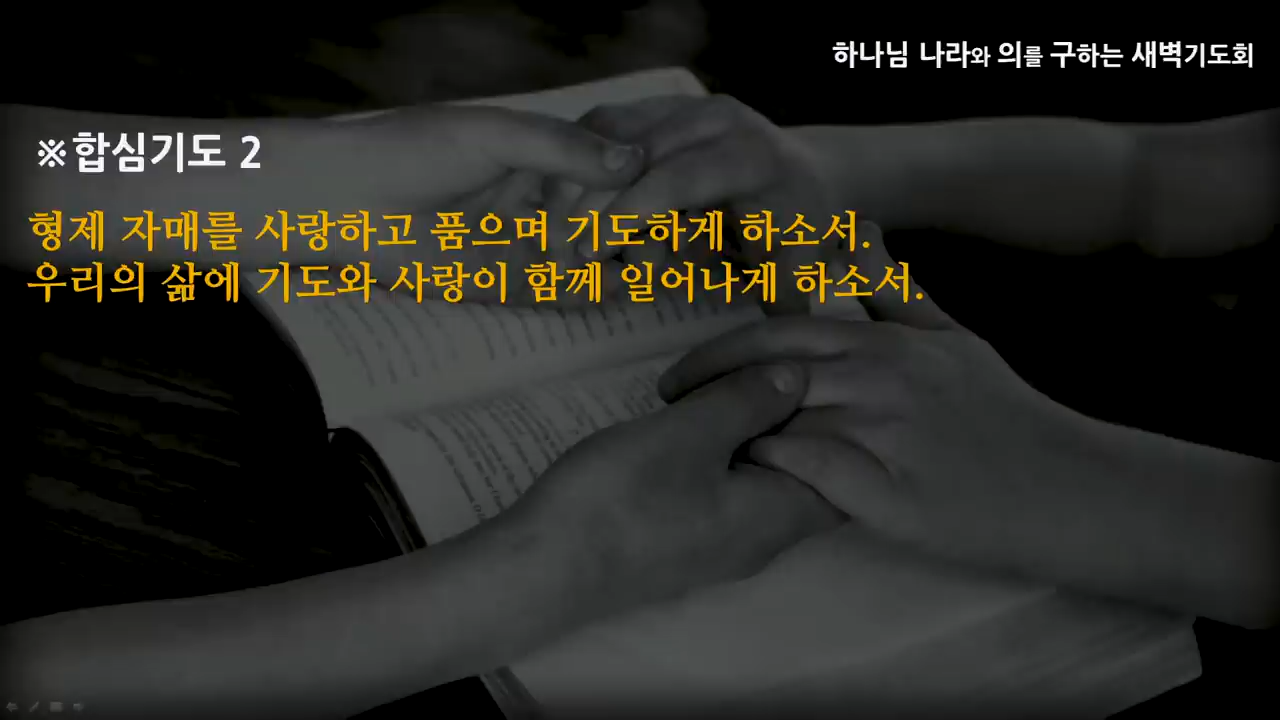 하나님 나라와 의를 구하는 새벽기도회
※합심기도 2
형제 자매를 사랑하고 품으며 기도하게 하소서.
우리의 삶에 기도와 사랑이 함께 일어나게 하소서.